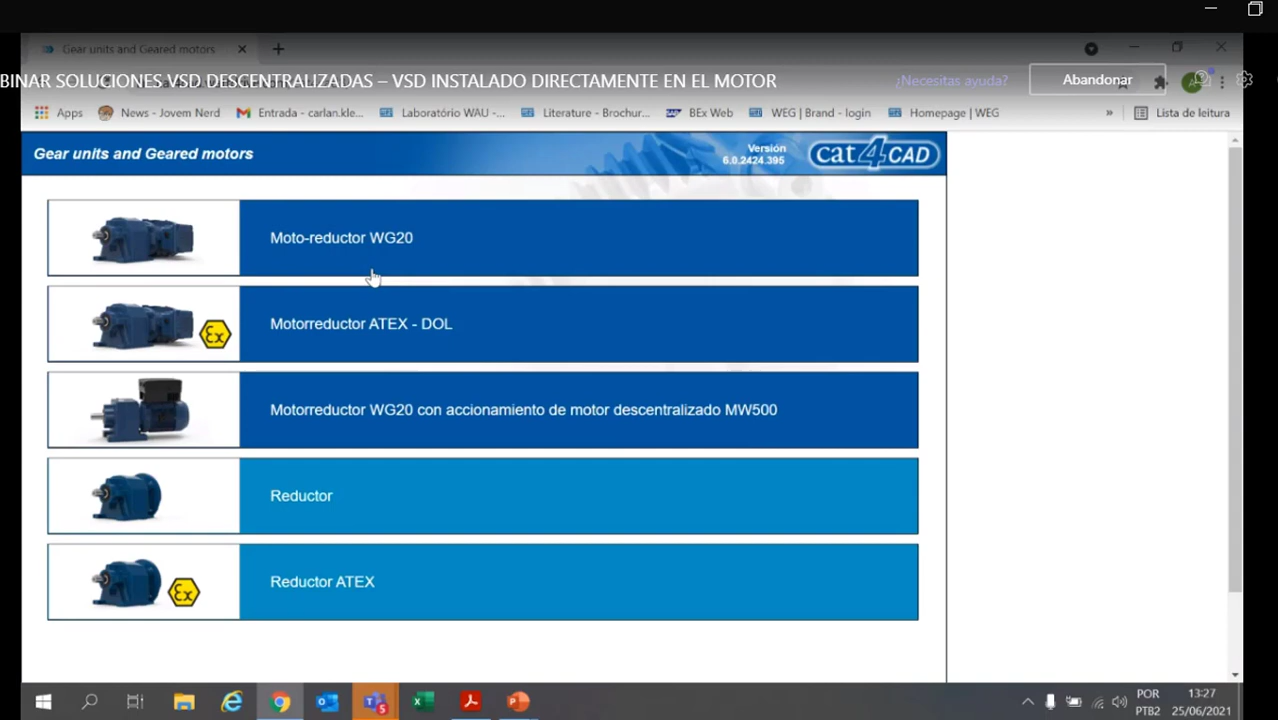 Gear units and Geared motors
BINAR SOLUCIONES VSD DESCENTRALIZADAS – VSD INSTALADO DIRECTAMENTE EN EL MOTOR
¿Necesitas ayuda?
Abandonar
Apps
News - Jovem Nerd
Entrada - carlan.kle...
Laboratório WAU -...
Literature - Brochur...
BEx Web
WEG | Brand - login
Homepage | WEG
»
Lista de leitura
Gear units and Geared motors
Versión
6.0.2424.395
cat4CAD
Moto-reductor WG20
Ex
Motorreductor ATEX - DOL
Motorreductor WG20 con accionamiento de motor descentralizado MW500
Reductor
Ex
Reductor ATEX
POR
PTB2
13:27
25/06/2021